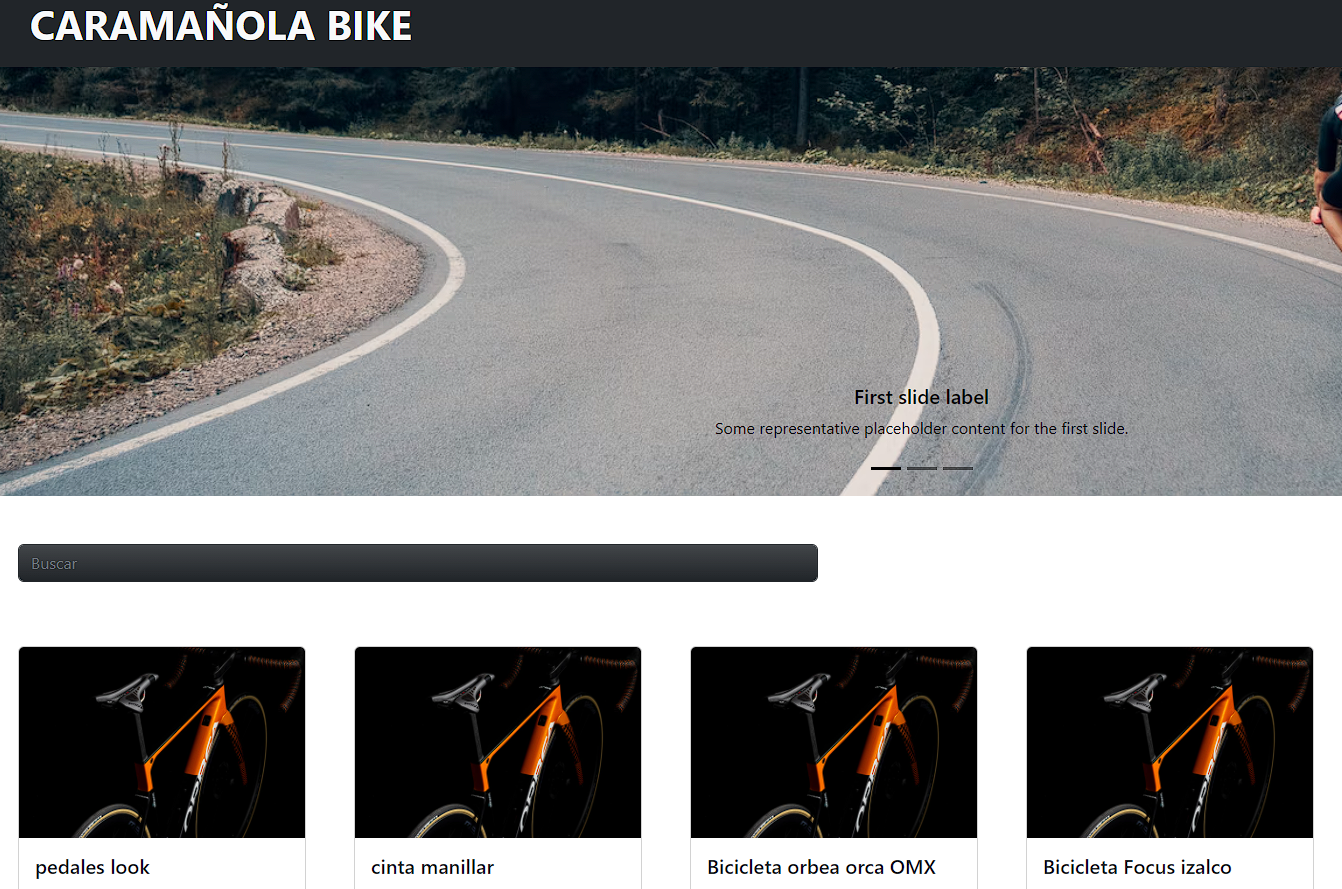 CARAMAÑOLA BIKE
First slide label
Some representative placeholder content for the first slide.
Buscar
pedales look
cinta manillar
Bicicleta orbea orca OMX
Bicicleta Focus izalco